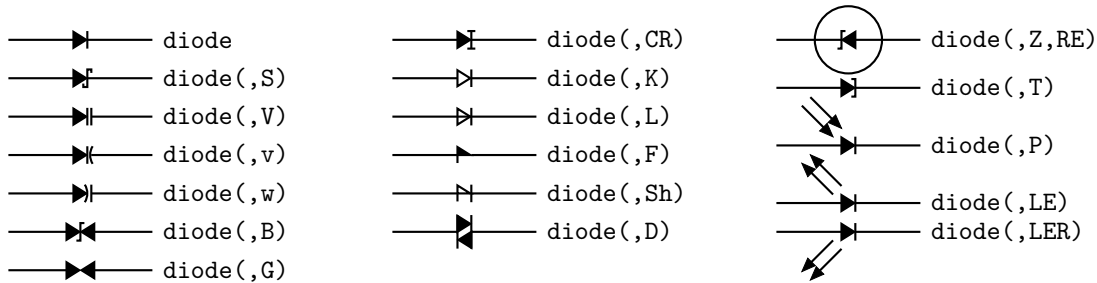 diode
diode(,S)
diode(,V)
diode(,v)
diode(,w)
diode(,B)
diode(,G)
diode(,CR)
diode(,K)
diode(,L)
diode(,F)
diode(,Sh)
diode(,D)
diode(,Z,RE)
diode(,T)
diode(,P)
diode(,LE)
diode(,LER)